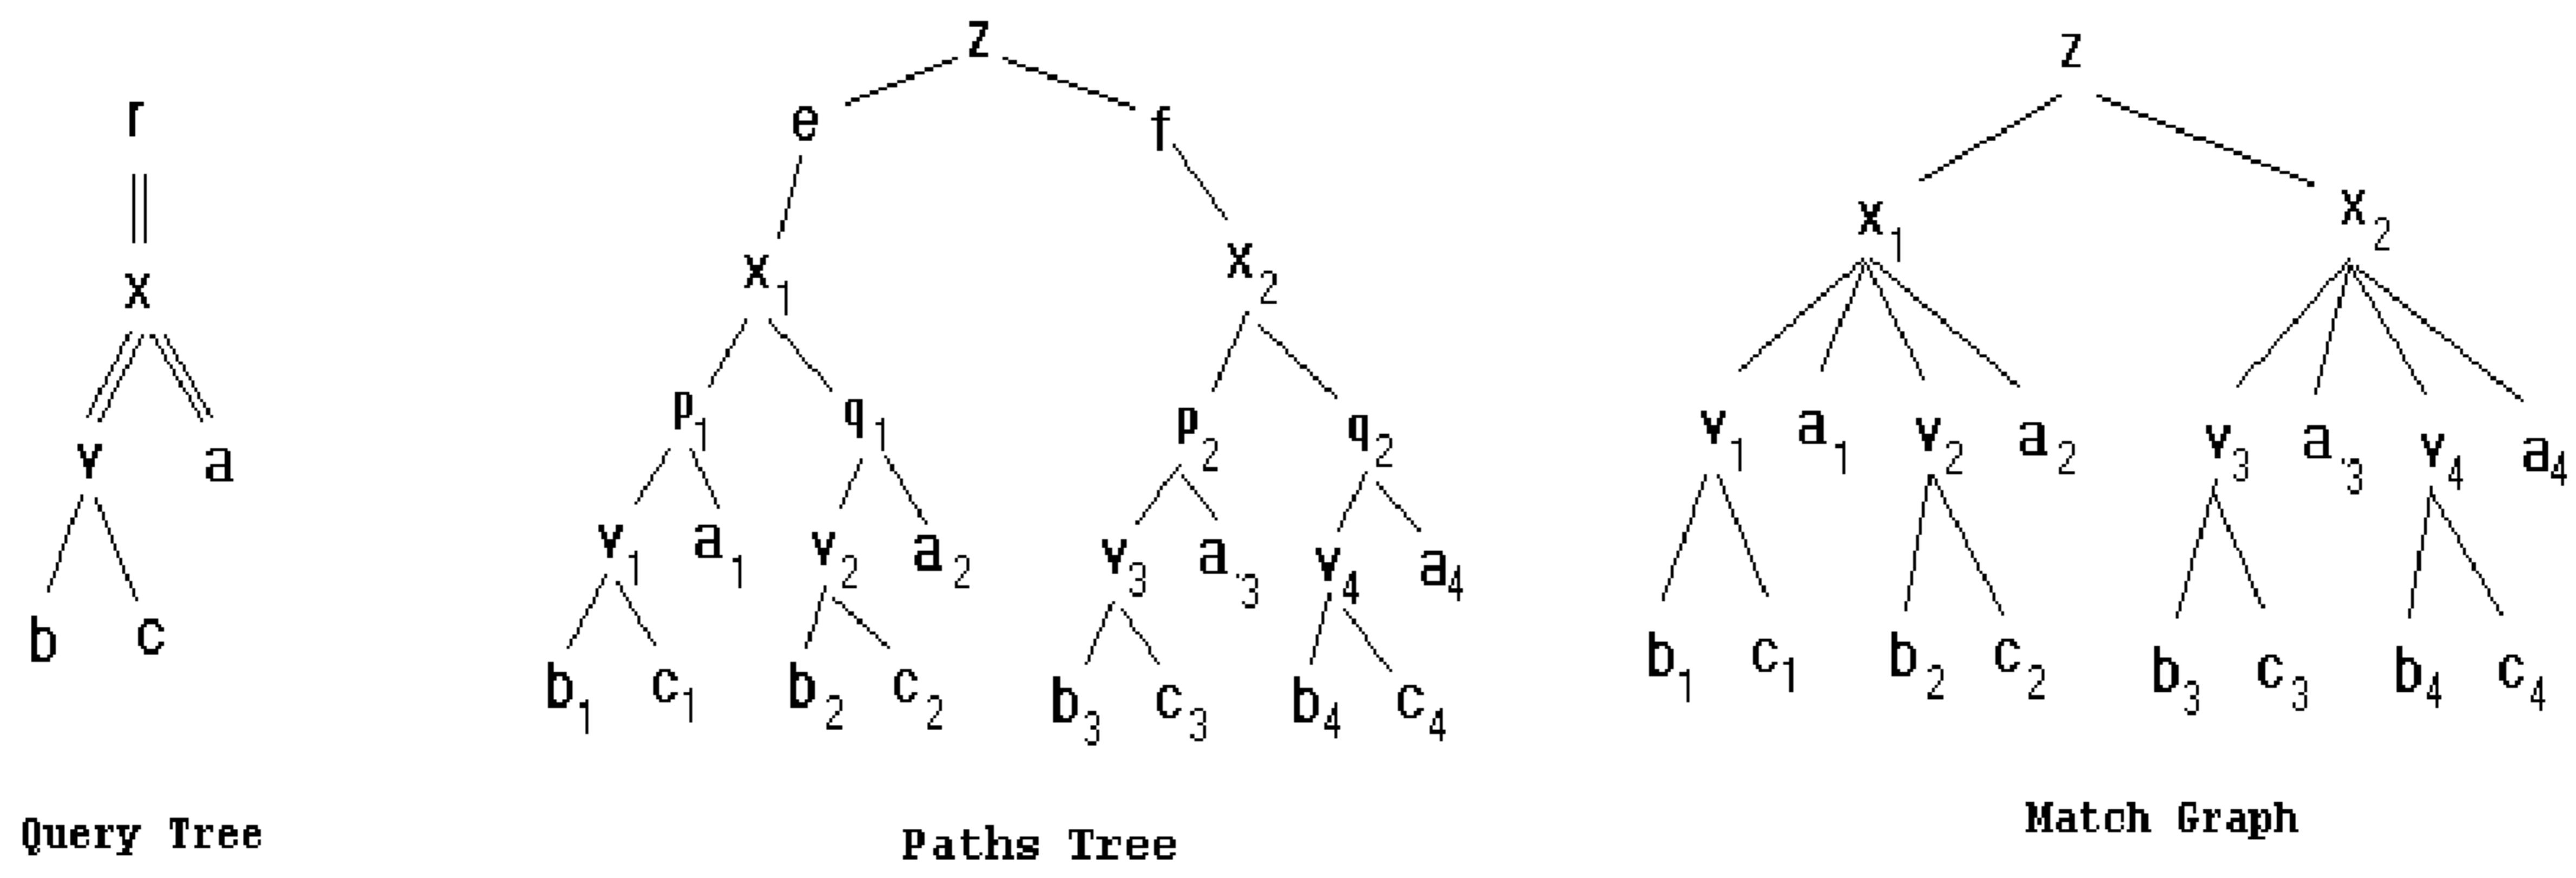 r
x
y a
b c
Query Tree
z
e f
x1 x2
p1 q1 p2 q2
y1 a1 y2 a2 y3 a.3 y4 a4
b1 c1 b2 c2 b3 c3 b4 c4
Paths Tree
z
x1 x2
y1 a1 y2 a2 y3 a.3 y4 a4
b1 c1 b2 c2 b3 c3 b4 c4
Match Graph